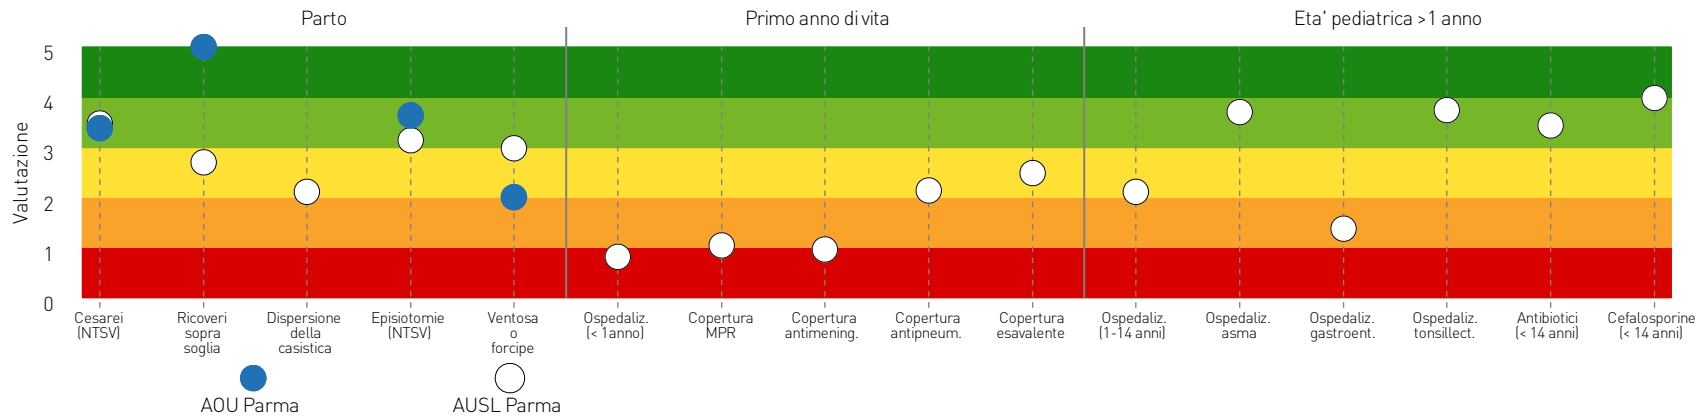 Parto
Primo anno di vita
Eta' pediatrica >1 anno
Valutazione
5
4
3
2
1
0
Cesarei
(NTSV)
Ricoveri
sopra
soglia
Dispersione
della
casistica
Episiotomie
(NTSV)
Ventosa
o
forcipe
Ospedaliz.
(< 1anno)
Copertura
MPR
Copertura
antimening.
Copertura
antipneum.
Copertura
esavalente
Ospedaliz.
(1-14 anni)
Ospedaliz.
asma
Ospedaliz.
gastroent.
Ospedaliz.
tonsillect.
Antibiotici
(< 14 anni)
Cefalosporine
(< 14 anni)
AOU Parma
AUSL Parma